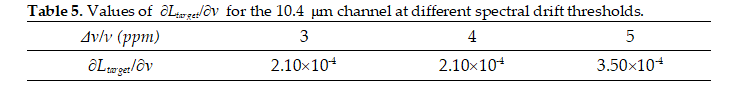 Table 5. Values of ∂Ltarget/∂v for the 10.4 μm channel at different spectral drift thresholds.
Δv/v (ppm) 3 4 5
∂Ltarget/∂v 2.10×10-4 2.10×10-4 3.50×10-4